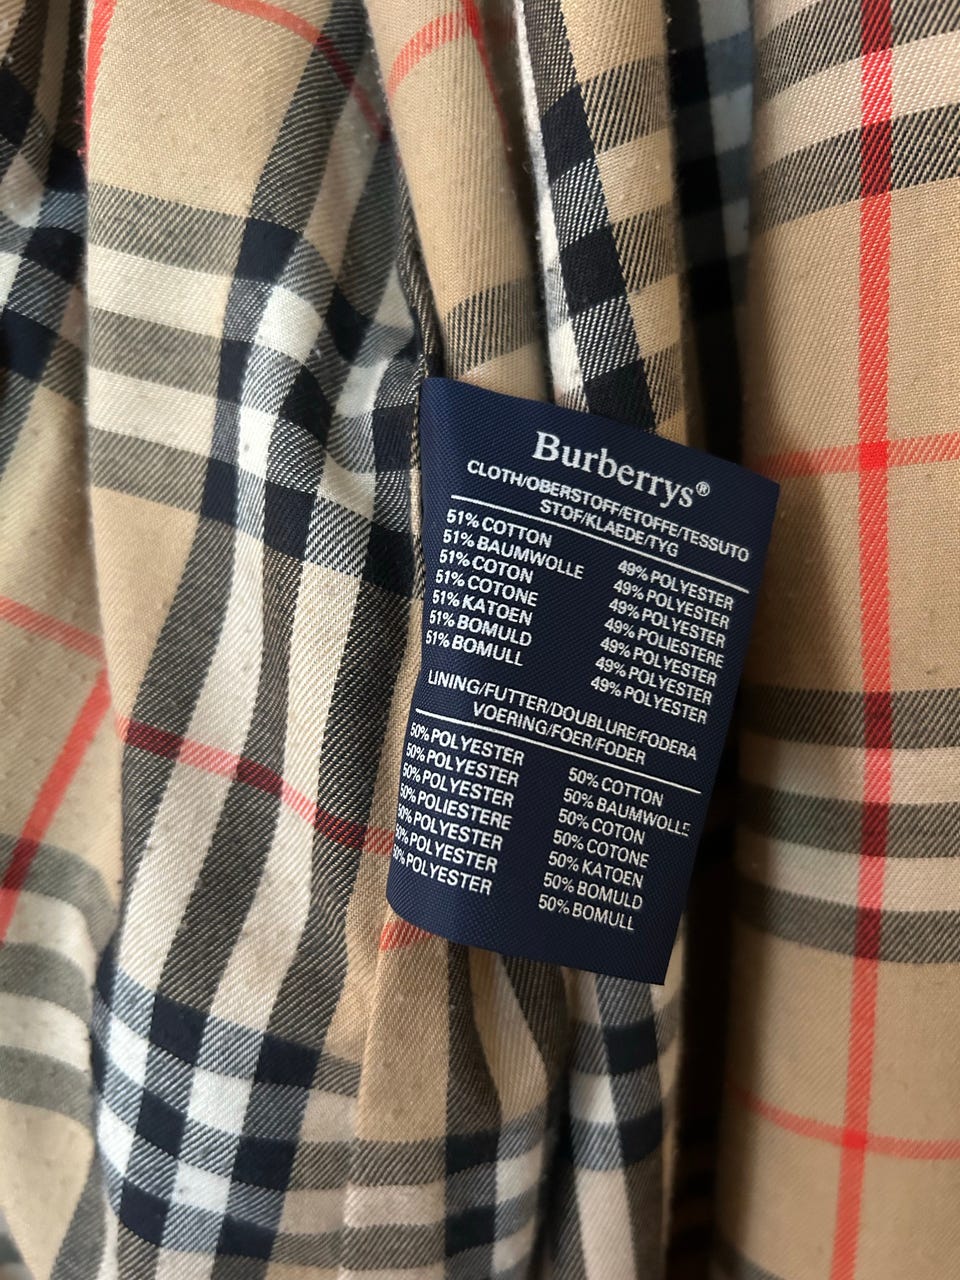 Burberrys®
CLOTH/OBERSTOFF/ETOFFE/TESSUTO
STOF/KLAEDE/TYG
51% COTTON 49% POLYESTER
51% BAUMWOLLE 49% POLYESTER
51% COTON 49% POLYESTER
51% COTONE 49% POLIESTERE
51% KATOEN 49% POLYESTER
51% BOMULD 49% POLYESTER
51% BOMULL 49% POLYESTER
LINING/FUTTER/DOUBLURE/FODERA
VOERING/FOER/FODER
50% POLYESTER 50% COTTON
50% POLYESTER 50% BAUMWOLLE
50% POLYESTER 50% COTON
50% POLIESTERE 50% COTONE
50% POLYESTER 50% KATOEN
50% POLYESTER 50% BOMULD
50% POLYESTER 50% BOMULL